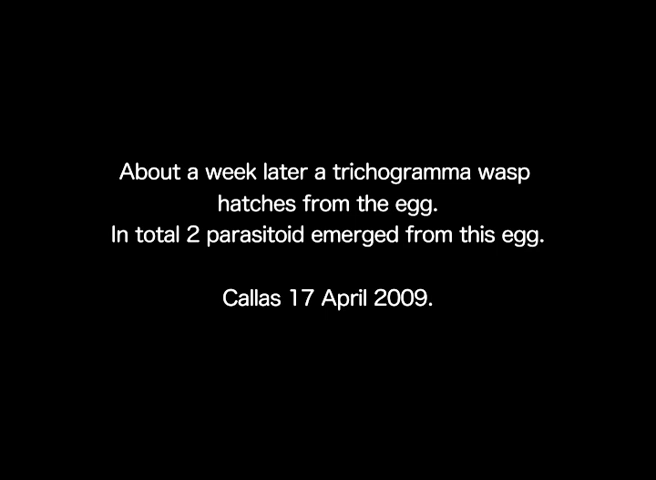 About a week later a trichogramma wasp
hatches from the egg.
In total 2 parasitoid emerged from this egg.
Callas 17 April 2009.